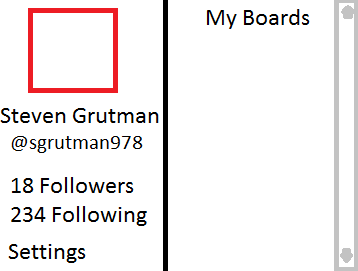 Steven Grutman
@sgrutman978
18 Followers
234 Following
Settings
My Boards